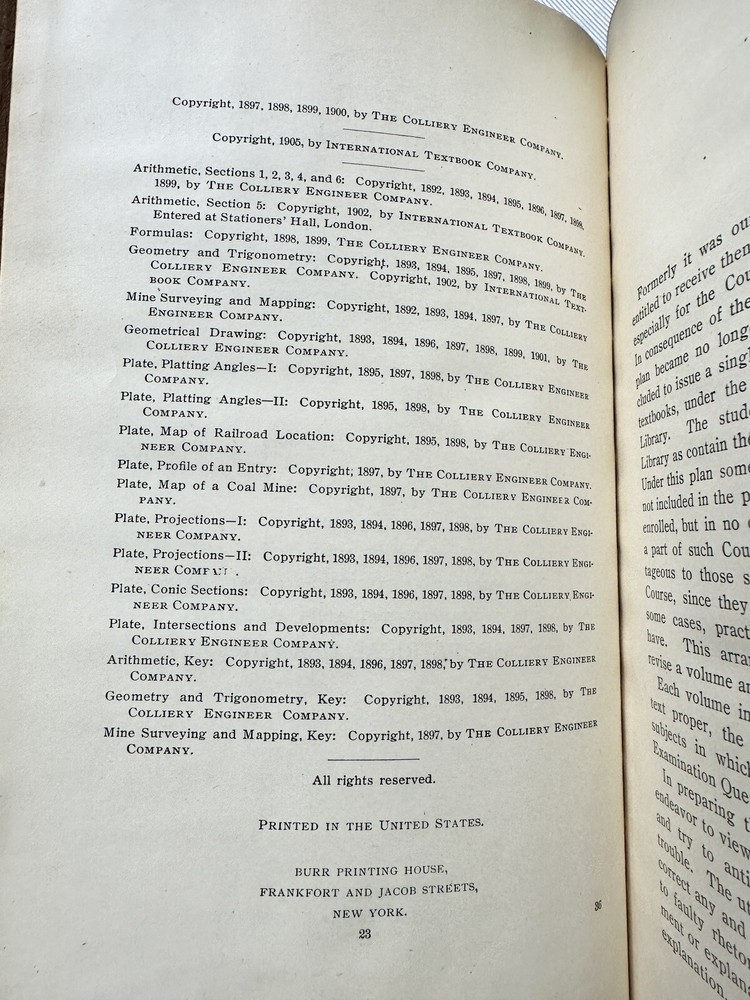 Copyright, 1897, 1898, 1899, 1900, by THE COLLIERY ENGINEER COMPANY.
Copyright, 1905, by INTERNATIONAL TEXTBOOK COMPANY.
Arithmetic, Sections 1, 2, 3, 4, and 6: Copyright, 1892, 1893, 1894, 1895, 1896, 1897, 1898,
1899, by THE COLLIERY ENGINEER COMPANY.
Arithmetic, Section 5: Copyright, 1902, by INTERNATIONAL TEXTBOOK COMPANY.
Entered at Stationers' Hall, London.
Formulas: Copyright, 1898, 1899, THE COLLIERY ENGINEER COMPANY.
Geometry and Trigonometry: Copyright, 1893, 1894, 1895, 1897, 1898, 1899, by THE
COLLIERY ENGINEER COMPANY. Copyright, 1902, by INTERNATIONAL TEXT-
BOOK COMPANY.
Mine Surveying and Mapping: Copyright, 1892, 1893, 1894, 1897, by THE COLLIERY
ENGINEER COMPANY.
Geometrical Drawing: Copyright, 1893, 1894, 1896, 1897, 1898, 1899, 1901, by THE
COLLIERY ENGINEER COMPANY.
Plate, Platting Angles—I: Copyright, 1895, 1897, 1898, by THE COLLIERY ENGINEER
COMPANY.
Plate, Platting Angles—II: Copyright, 1895, 1898, by THE COLLIERY ENGINEER
COMPANY.
Plate, Map of Railroad Location: Copyright, 1895, 1898, by THE COLLIERY ENGI-
NEER COMPANY.
Plate, Profile of an Entry: Copyright, 1897, by THE COLLIERY ENGINEER COMPANY.
Plate, Map of a Coal Mine: Copyright, 1897, by THE COLLIERY ENGINEER COM-
PANY.
Plate, Projections—I: Copyright, 1893, 1894, 1896, 1897, 1898, by THE COLLIERY ENGI-
NEER COMPANY.
Plate, Projections—II: Copyright, 1893, 1894, 1896, 1897, 1898, by THE COLLIERY ENGI-
NEER
Plate, Conic Sections: Copyright, 1893, 1894, 1896, 1897, 1898, by THE COLLIERY ENGI-
NEER COMPANY.
Plate, Intersections and Developments: Copyright, 1893, 1894, 1897, 1898, by THE
COLLIERY ENGINEER COMPANY.
Arithmetic, Key: Copyright, 1893, 1894, 1896, 1897, 1898, by THE COLLIERY ENGINEER
COMPANY.
Geometry and Trigonometry, Key: Copyright, 1893, 1894, 1895, 1898, by THE
COLLIERY ENGINEER COMPANY.
Mine Surveying and Mapping, Key: Copyright, 1897, by THE COLLIERY ENGINEER
COMPANY.
All rights reserved.
PRINTED IN THE UNITED STATES.
BURR PRINTING HOUSE,
FRANKFORT AND JACOB STREETS,
NEW YORK.
23
36
Formerly it was
entitled to receive them
especially for the
In consequence of the
plan became no
cluded to issue a
textbooks, under the
Library. The
Library as contain
Under this plan
not included in the
enrolled, but in no
a part of such
tageous to those
Course, since they
some cases,
have. This
revise a volume
Each volume
text proper, the
subjects in which
Examination
In preparing
endeavor to view
and try to
trouble. The
correct any and
to faulty
ment or
explanation.